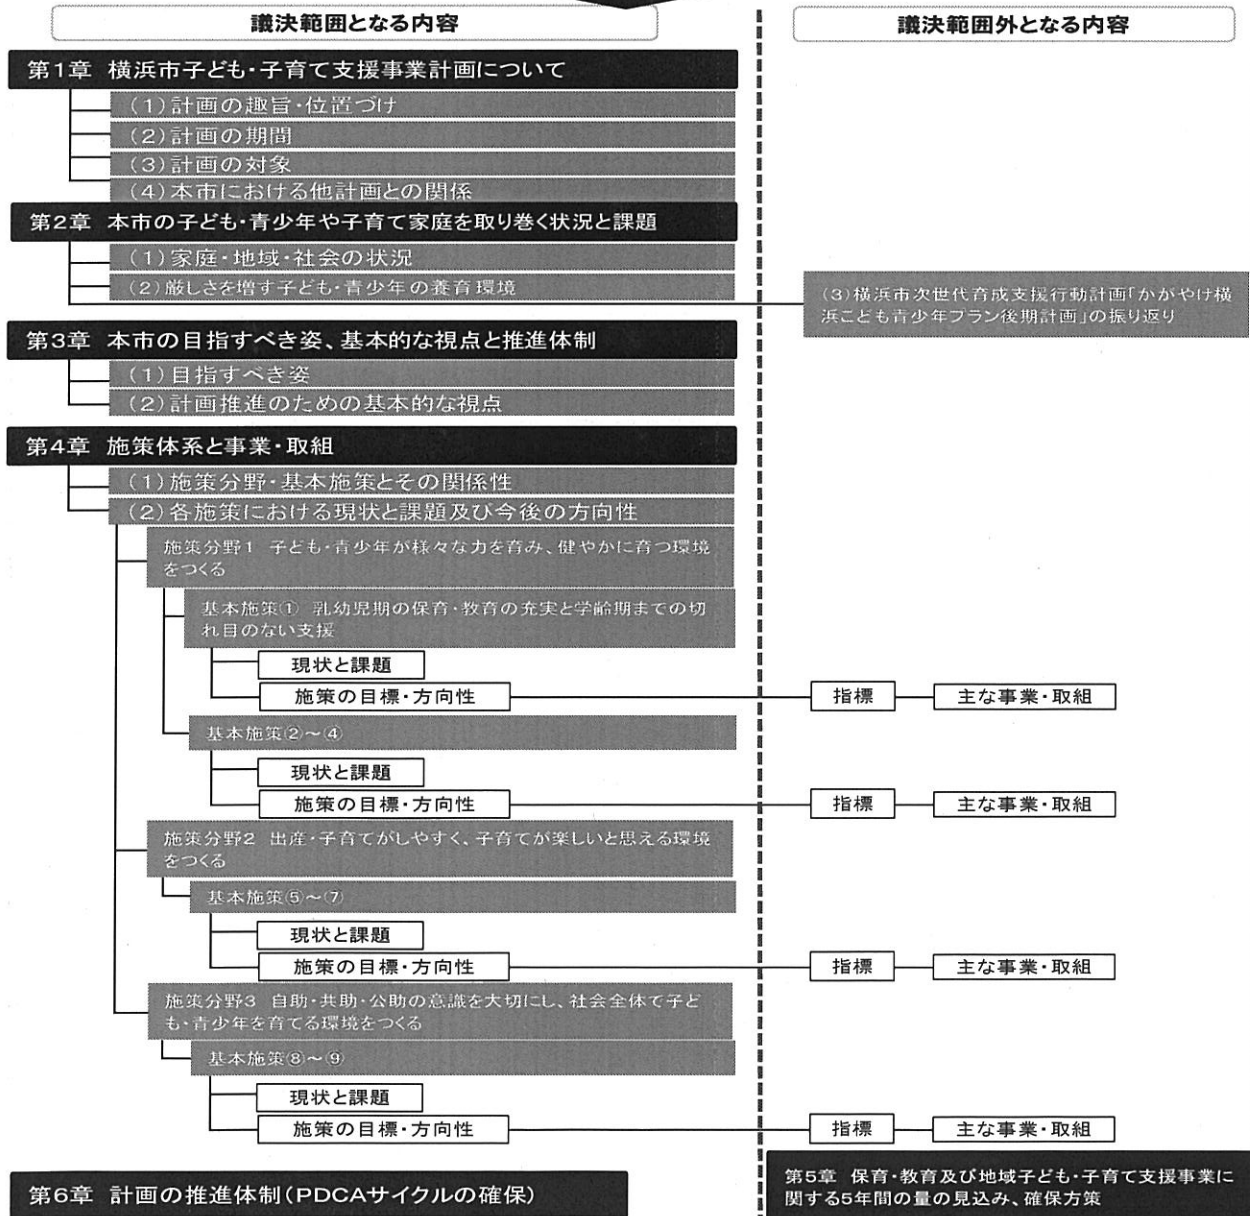 議決範囲となる内容
議決範囲外となる内容
第1章 横浜市子ども・子育て支援事業計画について
(1)計画の趣旨・位置づけ
(2)計画の期間
(3)計画の対象
(4)本市における他計画との関係
第2章 本市の子ども・青少年や子育て家庭を取り巻く状況と課題
(1)家庭・地域・社会の状況
(2)厳しさを増す子ども・青少年の養育環境
(3)横浜市次世代育成支援行動計画「かがやけ横
浜こども青少年プラン後期計画」の振り返り
第3章 本市の目指すべき姿、基本的な視点と推進体制
(1)目指すべき姿
(2)計画推進のための基本的な視点
第4章 施策体系と事業・取組
(1)施策分野・基本施策とその関係性
(2)各施策における現状と課題及び今後の方向性
施策分野1 子ども・青少年が様々な力を育み、健やかに育つ環境
をつくる
基本施策① 乳幼児期の保育・教育の充実と学齢期までの切
れ目のない支援
現状と課題
施策の目標・方向性 指標 主な事業・取組
基本施策②～④
現状と課題
施策の目標・方向性 指標 主な事業・取組
施策分野2 出産・子育てがしやすく、子育てが楽しいと思える環境
をつくる
基本施策⑤～⑦
現状と課題
施策の目標・方向性 指標 主な事業・取組
施策分野3 自助・共助・公助の意識を大切にし、社会全体で子ど
も・青少年を育てる環境をつくる
基本施策⑧～⑨
現状と課題
施策の目標・方向性 指標 主な事業・取組
第5章 保育・教育及び地域子ども・子育て支援事業に
関する5年間の量の見込み、確保方策
第6章 計画の推進体制(PDCAサイクルの確保)